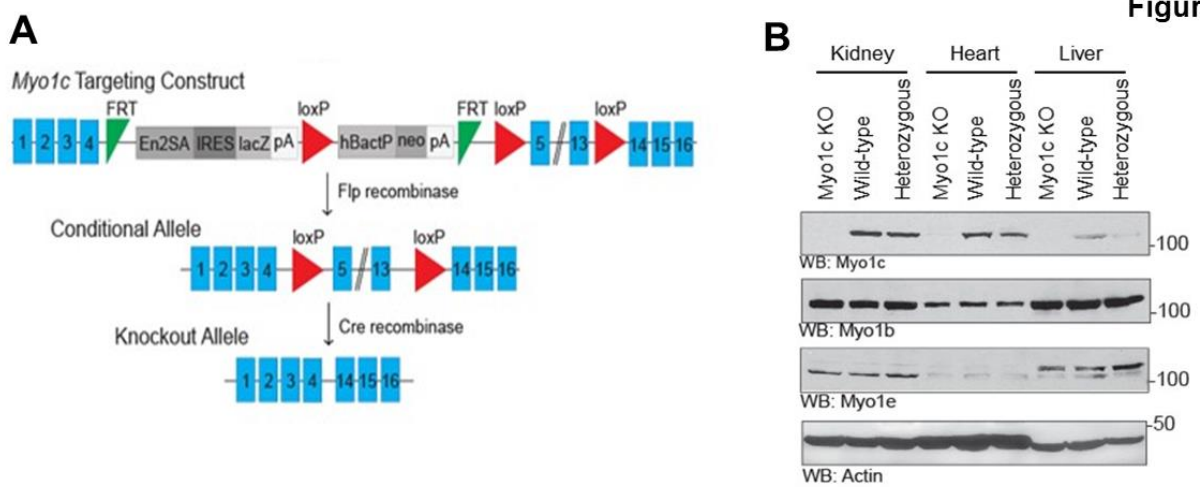 Figur
A
Myo1c Targeting Construct
FRT loxP FRT loxP loxP
1 2 3 4 En2SA IRES lacZ pA hBactP neo pA 5 // 13 14 15 16
Flp recombinase
Conditional Allele
loxP loxP
1 2 3 4 5 // 13 14 15 16
Cre recombinase
Knockout Allele
1 2 3 4 14 15 16
B
Kidney Heart Liver
Myo1c KO Wild-type Heterozygous Myo1c KO Wild-type Heterozygous Myo1c KO Wild-type Heterozygous
-100
WB: Myo1c
-100
WB: Myo1b
-100
WB: Myo1e
-50
WB: Actin